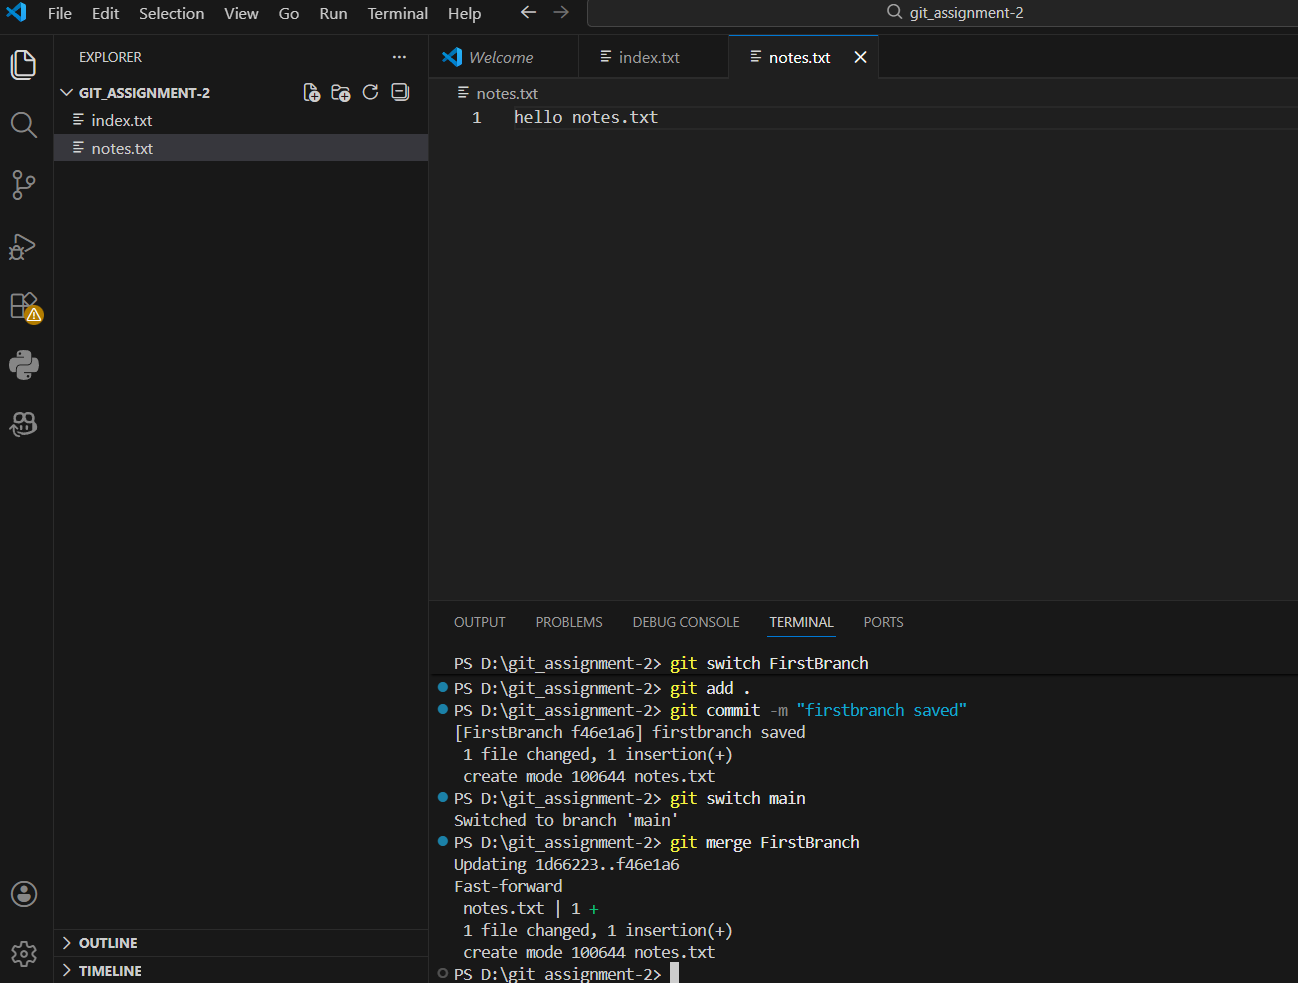 File Edit Selection View Go Run Terminal Help git_assignment-2
EXPLORER
Welcome index.txt notes.txt
GIT_ASSIGNMENT-2
notes.txt
index.txt
1 hello notes.txt
notes.txt
OUTPUT PROBLEMS DEBUG CONSOLE TERMINAL PORTS
PS D:\git_assignment-2> git switch FirstBranch
PS D:\git_assignment-2> git add .
PS D:\git_assignment-2> git commit -m "firstbranch saved"
[FirstBranch f46e1a6] firstbranch saved
1 file changed, 1 insertion(+)
create mode 100644 notes.txt
PS D:\git_assignment-2> git switch main
Switched to branch 'main'
PS D:\git_assignment-2> git merge FirstBranch
Updating 1d66223..f46e1a6
Fast-forward
notes.txt | 1 +
1 file changed, 1 insertion(+)
create mode 100644 notes.txt
PS D:\git_assignment-2>
OUTLINE
TIMELINE